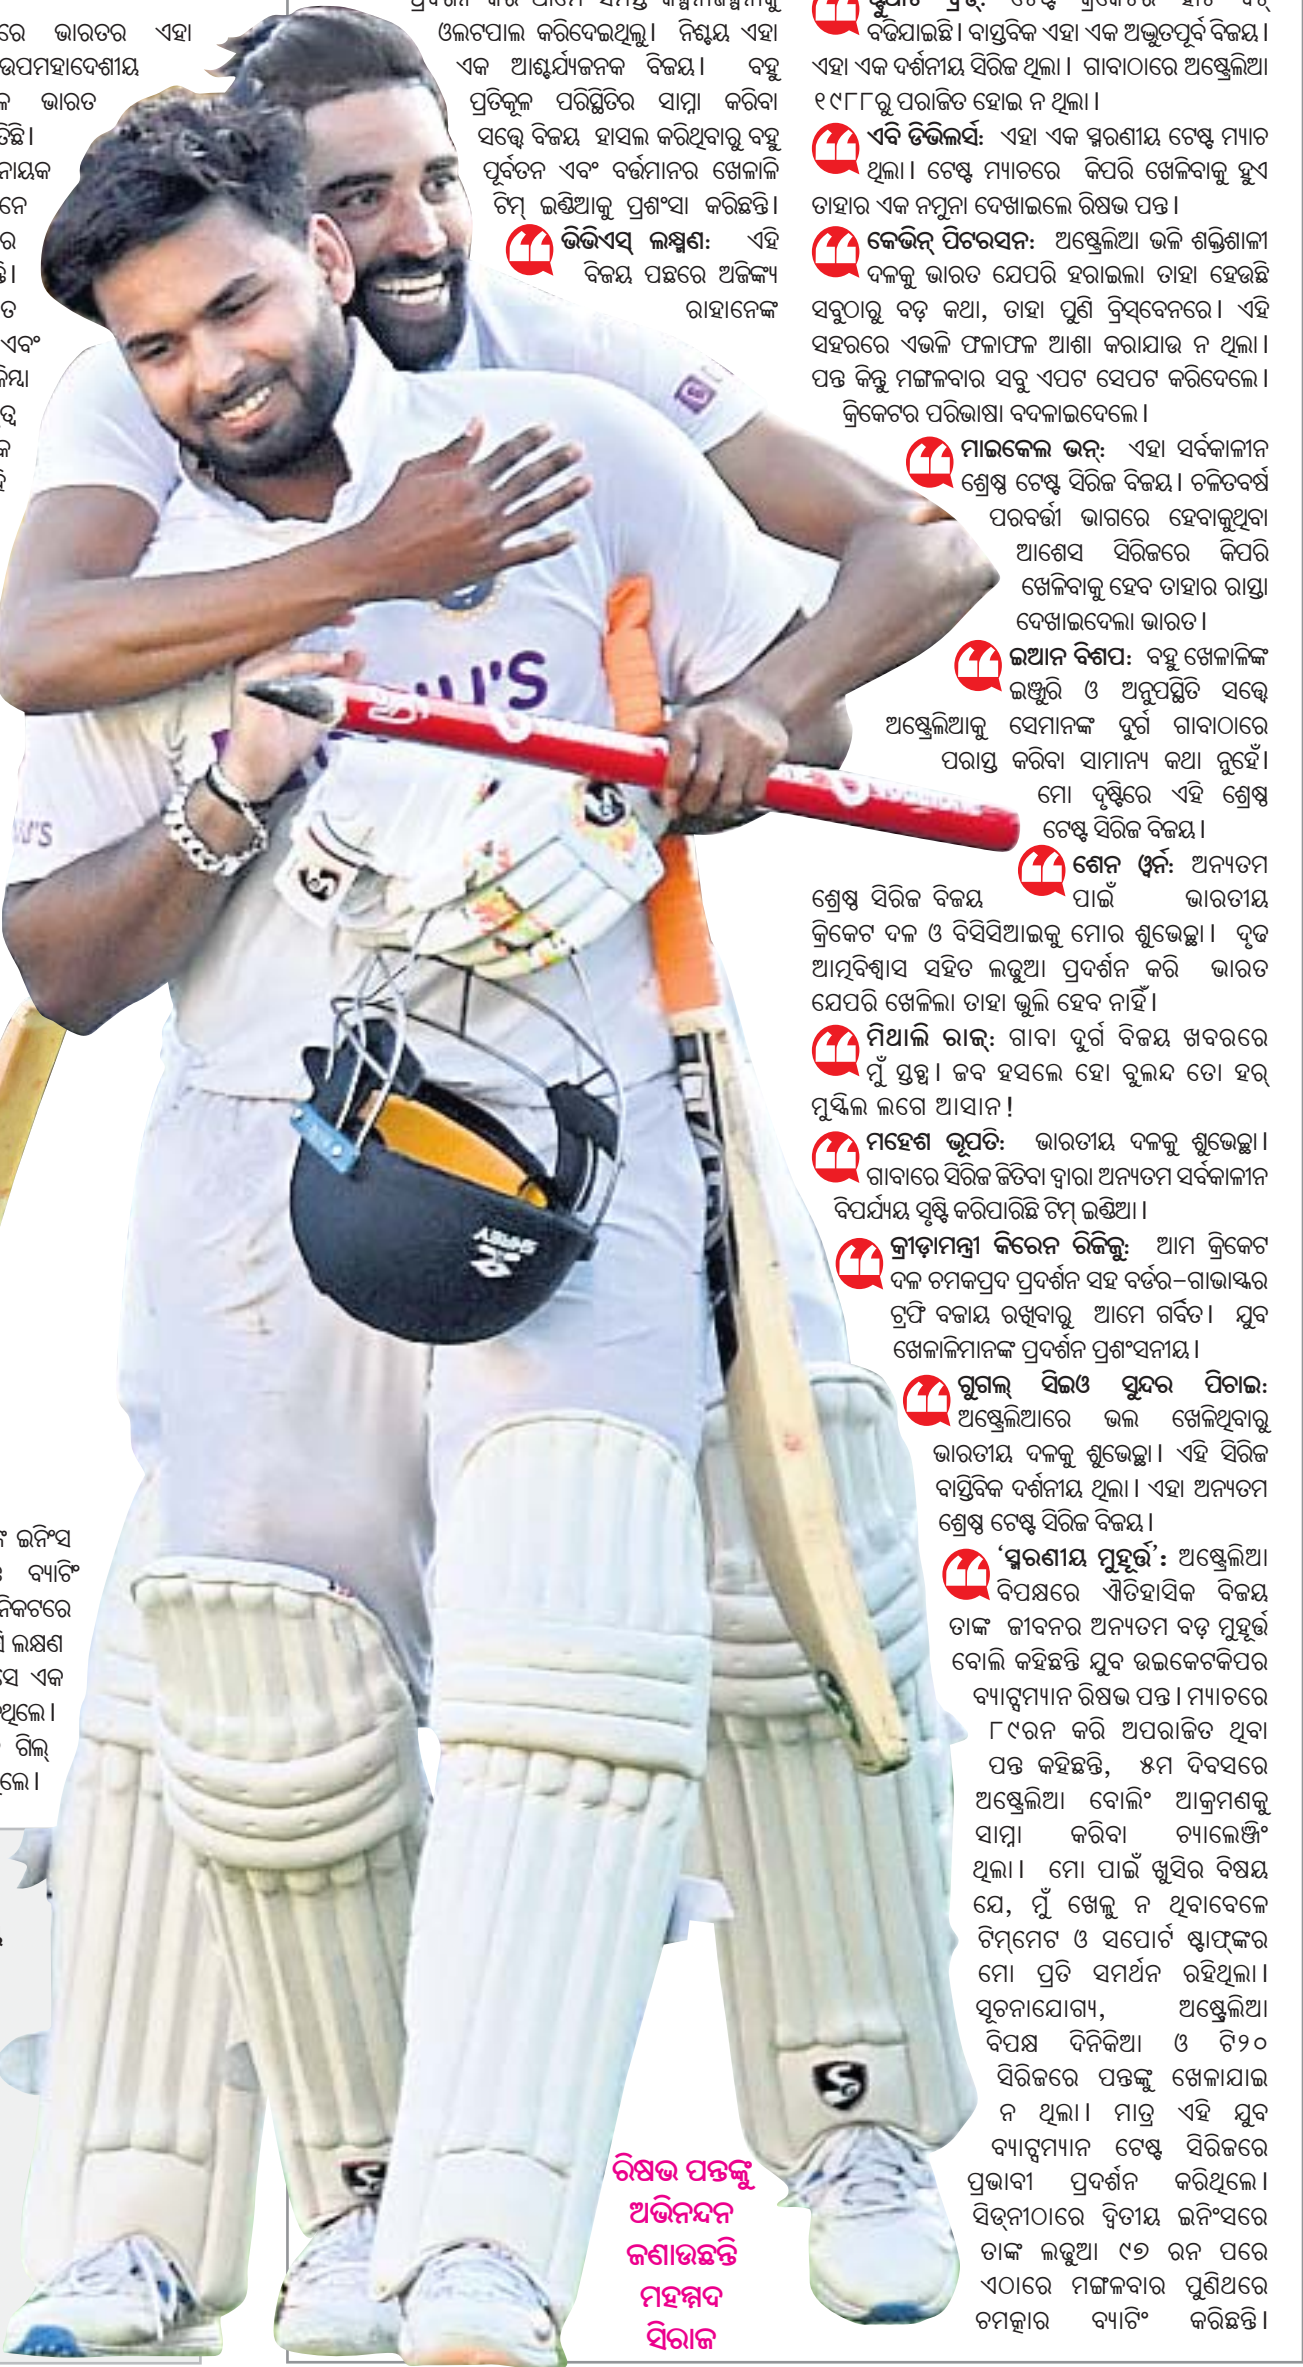 ରେ ଭାରତର ଏହା
ଉପମହାଦେଶୀୟ
ଳ ଭାରତ
ତିଛି।
ନାୟକ
ନେ
ର
ତି।
ତ
ଏବଂ
ତ୍ୱ
କ
ଙ୍କ ଇନିଂସ
ବ୍ୟାଟିଂ
ନିକଟରେ
ଲକ୍ଷଣ
ସେ ଏକ
ଥିଲେ।
ଗିଲ୍
ଲେ।
ଓଲଟପାଲ କରିଦେଇଥିଲୁ। ନିଶ୍ଚୟ ଏହା
ଏକ ଆଶ୍ଚର୍ଯ୍ୟଜନକ ବିଜୟ। ବହୁ
ପ୍ରତିକୂଳ ପରିସ୍ଥିତିର ସାମ୍ନା କରିବା
ସତ୍ତ୍ୱେ ବିଜୟ ହାସଲ କରିଥିବାରୁ ବହୁ
ପୂର୍ବତନ ଏବଂ ବର୍ତ୍ତମାନର ଖେଳାଳି
ଟିମ୍ ଇଣ୍ଡିଆକୁ ପ୍ରଶଂସା କରିଛନ୍ତି।
ଭିଭିଏସ୍ ଲକ୍ଷ୍ମଣ: ଏହି
ବିଜୟ ପଛରେ ଅଜିଙ୍କ୍ୟ
ରାହାନେଙ୍କ
ବଢିଯାଇଛି। ବାସ୍ତବିକ ଏହା ଏକ ଅଦ୍ଭୁତପୂର୍ବ ବିଜୟ।
ଏହା ଏକ ଦର୍ଶନୀୟ ସିରିଜ ଥିଲା। ଗାବାଠାରେ ଅଷ୍ଟ୍ରେଲିଆ
୧୯୮୮ରୁ ପରାଜିତ ହୋଇ ନ ଥିଲା।
ଏବି ଡିଭିଲର୍ସ: ଏହା ଏକ ସ୍ମରଣୀୟ ଟେଷ୍ଟ ମ୍ୟାଚ
ଥିଲା। ଟେଷ୍ଟ ମ୍ୟାଚରେ କିପରି ଖେଳିବାକୁ ହୁଏ
ତାହାର ଏକ ନମୁନା ଦେଖାଇଲେ ରିଷଭ ପନ୍ତ।
କେଭିନ୍ ପିଟରସନ: ଅଷ୍ଟ୍ରେଲିଆ ଭଳି ଶକ୍ତିଶାଳୀ
ଦଳକୁ ଭାରତ ଯେପରି ହରାଇଲା ତାହା ହେଉଛି
ସବୁଠାରୁ ବଡ଼ କଥା, ତାହା ପୁଣି ବ୍ରିସ୍‌ବେନରେ। ଏହି
ସହରରେ ଏଭଳି ଫଳାଫଳ ଆଶା କରାଯାଉ ନ ଥିଲା।
ପନ୍ତ କିନ୍ତୁ ମଙ୍ଗଳବାର ସବୁ ଏପଟ ସେପଟ କରିଦେଲେ।
କ୍ରିକେଟର ପରିଭାଷା ବଦଳାଇଦେଲେ।
ମାଇକେଲ ଭନ୍: ଏହା ସର୍ବକାଳୀନ
ଶ୍ରେଷ୍ଠ ଟେଷ୍ଟ ସିରିଜ ବିଜୟ। ଚଳିତବର୍ଷ
ପରବର୍ତ୍ତୀ ଭାଗରେ ହେବାକୁଥିବା
ଆଶେସ ସିରିଜରେ କିପରି
ଖେଳିବାକୁ ହେବ ତାହାର ରାସ୍ତା
ଦେଖାଇଦେଲା ଭାରତ।
ଇଆନ ବିଶପ: ବହୁ ଖେଳାଳିଙ୍କ
ଇଞ୍ଜୁରି ଓ ଅନୁପସ୍ଥିତି ସତ୍ତ୍ୱେ
ଅଷ୍ଟ୍ରେଲିଆକୁ ସେମାନଙ୍କ ଦୁର୍ଗ ଗାବାଠାରେ
ପରାସ୍ତ କରିବା ସାମାନ୍ୟ କଥା ନୁହେଁ।
ମୋ ଦୃଷ୍ଟିରେ ଏହି ଶ୍ରେଷ୍ଠ
ଟେଷ୍ଟ ସିରିଜ ବିଜୟ।
ଶେନ ୱର୍ନ: ଅନ୍ୟତମ
ଶ୍ରେଷ୍ଠ ସିରିଜ ବିଜୟ ପାଇଁ ଭାରତୀୟ
କ୍ରିକେଟ ଦଳ ଓ ବିସିସିଆଇକୁ ମୋର ଶୁଭେଚ୍ଛା। ଦୃଢ
ଆତ୍ମବିଶ୍ୱାସ ସହିତ ଲଢୁଆ ପ୍ରଦର୍ଶନ କରି ଭାରତ
ଯେପରି ଖେଳିଲା ତାହା ଭୁଲି ହେବ ନାହିଁ।
ମିଥାଲି ରାଜ୍: ଗାବା ଦୁର୍ଗ ବିଜୟ ଖବରରେ
ମୁଁ ସ୍ତବ୍ଧ। ଜବ ହସଲେ ହୋ ବୁଲନ୍ଦ ତୋ ହର୍
ମୁସ୍କିଲ ଲଗେ ଆସାନ!
ମହେଶ ଭୂପତି: ଭାରତୀୟ ଦଳକୁ ଶୁଭେଚ୍ଛା।
ଗାବାରେ ସିରିଜ ଜିତିବା ଦ୍ୱାରା ଅନ୍ୟତମ ସର୍ବକାଳୀନ
ବିପର୍ଯ୍ୟୟ ସୃଷ୍ଟି କରିପାରିଛି ଟିମ୍ ଇଣ୍ଡିଆ।
କ୍ରୀଡ଼ାମନ୍ତ୍ରୀ କିରେନ ରିଜିଜୁ: ଆମ କ୍ରିକେଟ
ଦଳ ଚମକପ୍ରଦ ପ୍ରଦର୍ଶନ ସହ ବର୍ଡର-ଗାଭାସ୍କର
ଟ୍ରଫି ବଜାୟ ରଖିବାରୁ ଆମେ ଗର୍ବିତ। ଯୁବ
ଖେଳାଳିମାନଙ୍କ ପ୍ରଦର୍ଶନ ପ୍ରଶଂସନୀୟ।
ଗୁଗଲ୍ ସିଇଓ ସୁନ୍ଦର ପିଚାଇ:
ଅଷ୍ଟ୍ରେଲିଆରେ ଭଲ ଖେଳିଥିବାରୁ
ଭାରତୀୟ ଦଳକୁ ଶୁଭେଚ୍ଛା। ଏହି ସିରିଜ
ବାସ୍ତବିକ ଦର୍ଶନୀୟ ଥିଲା। ଏହା ଅନ୍ୟତମ
ଶ୍ରେଷ୍ଠ ଟେଷ୍ଟ ସିରିଜ ବିଜୟ।
‘ସ୍ମରଣୀୟ ମୁହୂର୍ତ୍ତ’: ଅଷ୍ଟ୍ରେଲିଆ
ବିପକ୍ଷରେ ଐତିହାସିକ ବିଜୟ
ତାଙ୍କ ଜୀବନର ଅନ୍ୟତମ ବଡ଼ ମୁହୂର୍ତ୍ତ
ବୋଲି କହିଛନ୍ତି ଯୁବ ଉଇକେଟକିପର
ବ୍ୟାଟ୍ସମ୍ୟାନ ରିଷଭ ପନ୍ତ। ମ୍ୟାଚରେ
୮୯ରନ କରି ଅପରାଜିତ ଥିବା
ପନ୍ତ କହିଛନ୍ତି, ୫ମ ଦିବସରେ
ଅଷ୍ଟ୍ରେଲିଆ ବୋଲିଂ ଆକ୍ରମଣକୁ
ସାମ୍ନା କରିବା ଚ୍ୟାଲେଞ୍ଜିଂ
ଥିଲା। ମୋ ପାଇଁ ଖୁସିର ବିଷୟ
ଯେ, ମୁଁ ଖେଳୁ ନ ଥିବାବେଳେ
ଟିମ୍‌ମେଟ ଓ ସପୋର୍ଟ ଷ୍ଟାଫ୍‌ଙ୍କର
ମୋ ପ୍ରତି ସମର୍ଥନ ରହିଥିଲା।
ସୂଚନାଯୋଗ୍ୟ, ଅଷ୍ଟ୍ରେଲିଆ
ବିପକ୍ଷ ଦିନିକିଆ ଓ ଟି୨୦
ସିରିଜରେ ପନ୍ତଙ୍କୁ ଖେଳାଯାଇ
ନ ଥିଲା। ମାତ୍ର ଏହି ଯୁବ
ବ୍ୟାଟ୍ସମ୍ୟାନ ଟେଷ୍ଟ ସିରିଜରେ
ପ୍ରଭାବୀ ପ୍ରଦର୍ଶନ କରିଥିଲେ।
ସିଡ୍‌ନୀଠାରେ ଦ୍ୱିତୀୟ ଇନିଂସରେ
ତାଙ୍କ ଲଢୁଆ ୯୭ ରନ ପରେ
ଏଠାରେ ମଙ୍ଗଳବାର ପୁଣିଥରେ
ଚମତ୍କାର ବ୍ୟାଟିଂ କରିଛନ୍ତି।
ରିଷଭ ପନ୍ତଙ୍କୁ
ଅଭିନନ୍ଦନ
ଜଣାଉଛନ୍ତି
ମହମ୍ମଦ
ସିରାଜ